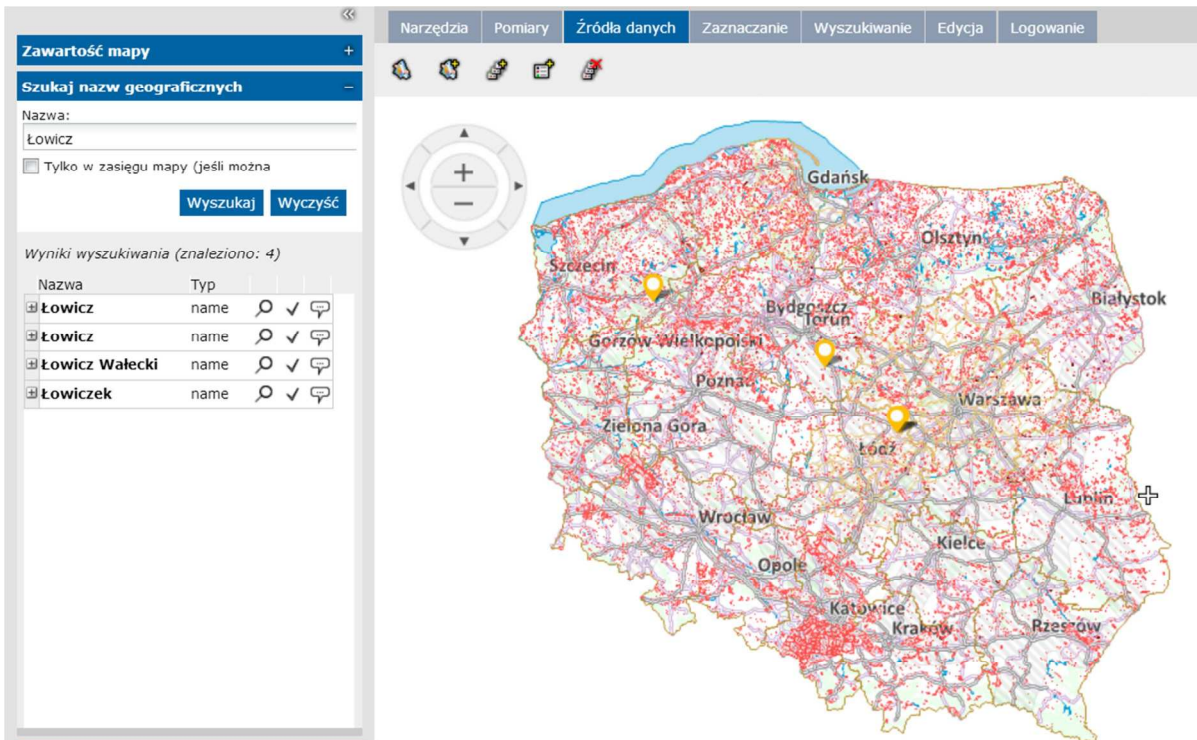 Zawartość mapy
Szukaj nazw geograficznych
Nazwa:
Łowicz
Tylko w zasięgu mapy (jeśli można
Wyszukaj Wyczyść
Wyniki wyszukiwania (znaleziono: 4)
Nazwa Typ
Łowicz name
Łowicz name
Łowicz Wałecki name
Łowiczek name
Narzędzia Pomiary Źródła danych Zaznaczanie Wyszukiwanie Edycja Logowanie
Gdańsk
Olsztyn
Szczecin
Białystok
Toruń
Gorzów Wielkopolski
Warszawa
Zielona Góra
Łódź
Lublin
Wrocław
Kielce
Opole
Katowice
Kraków
Rzeszów